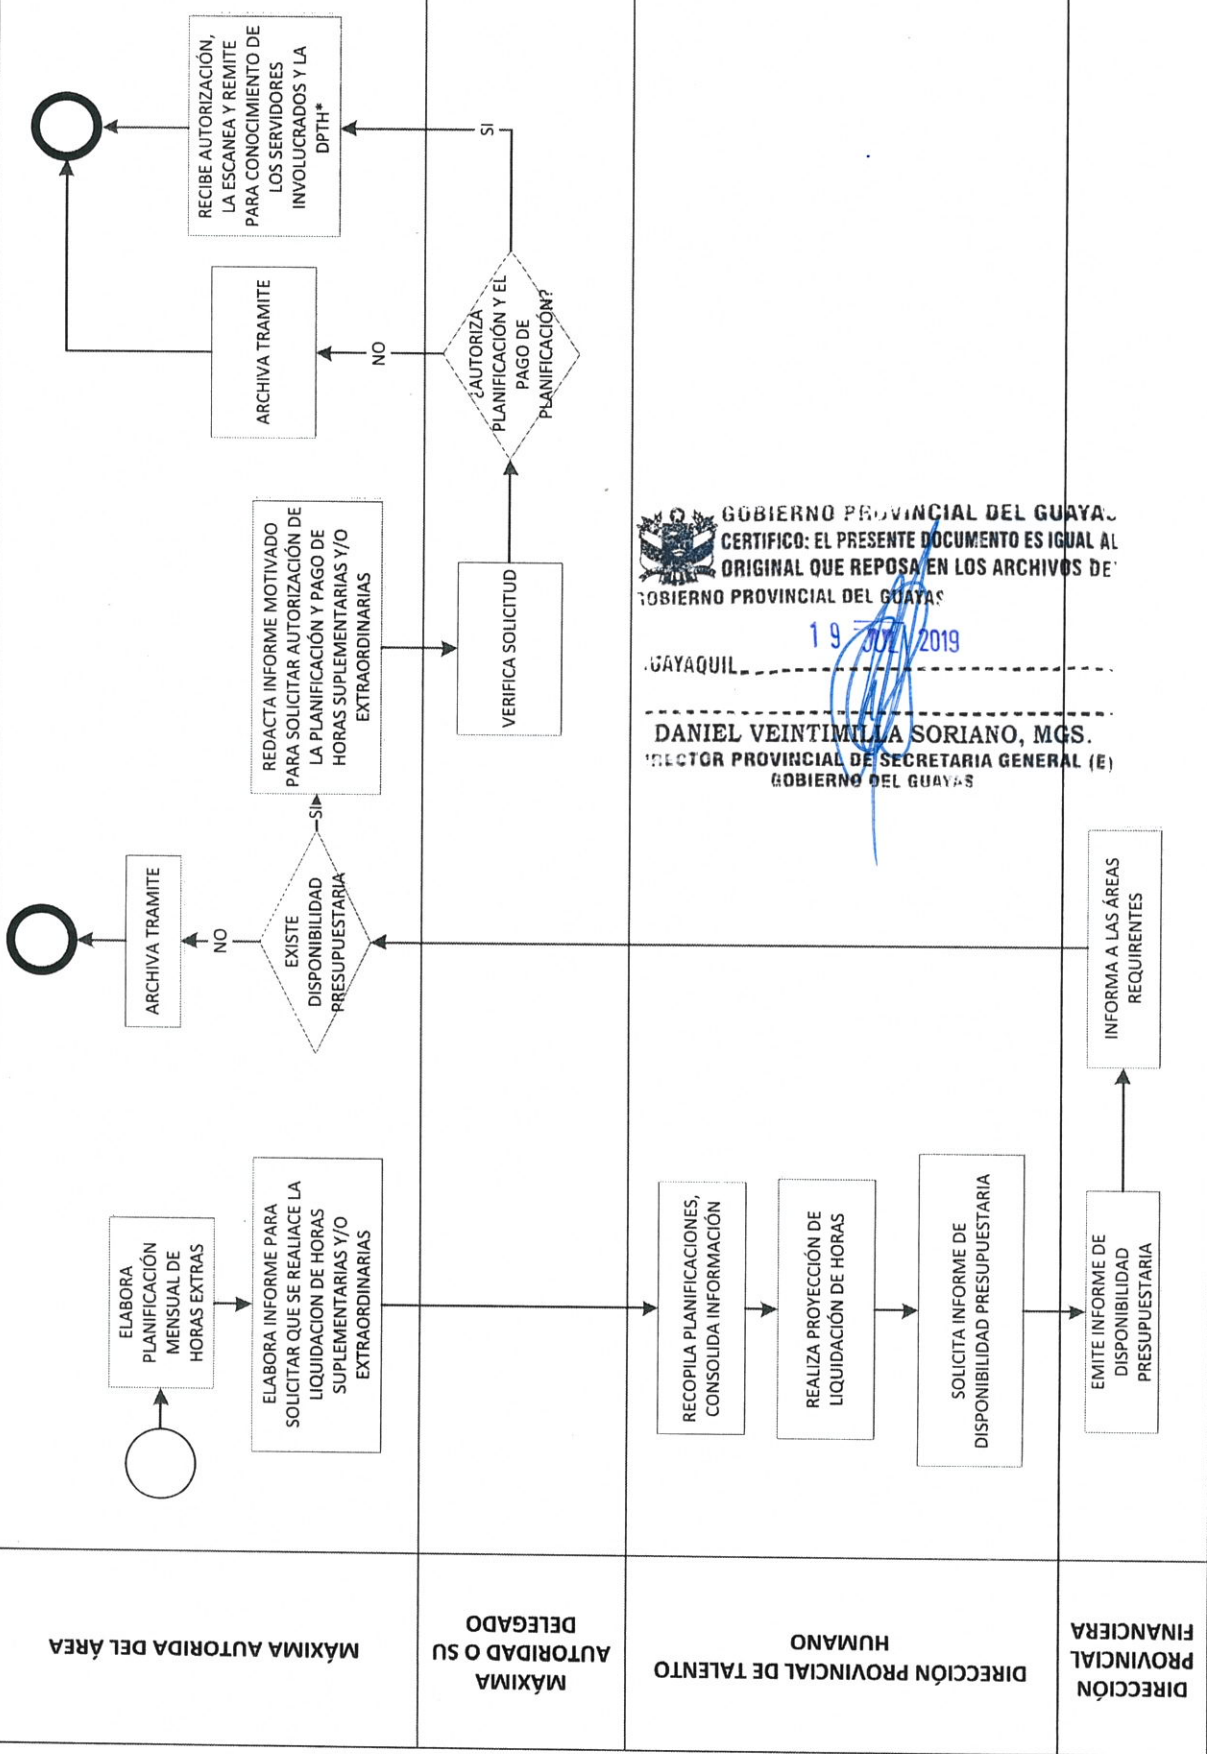 MÁXIMA AUTORIDA DEL ÁREA
ELABORA
PLANIFICACIÓN
MENSUAL DE
HORAS EXTRAS
ELABORA INFORME PARA
SOLICITAR QUE SE REALIACE LA
LIQUIDACION DE HORAS
SUPLEMENTARIAS Y/O
EXTRAORDINARIAS
ARCHIVA TRAMITE
NO
EXISTE
DISPONIBILIDAD
PRESUPUESTARIA
SI
REDACTA INFORME MOTIVADO
PARA SOLICITAR AUTORIZACIÓN DE
LA PLANIFICACIÓN Y PAGO DE
HORAS SUPLEMENTARIAS Y/O
EXTRAORDINARIAS
ARCHIVA TRAMITE
NO
RECIBE AUTORIZACIÓN,
LA ESCANEA Y REMITE
PARA CONOCIMIENTO DE
LOS SERVIDORES
INVOLUCRADOS Y LA
DPTH*
SI
MÁXIMA
AUTORIDAD O SU
DELEGADO
VERIFICA SOLICITUD
¿AUTORIZA
PLANIFICACIÓN Y EL
PAGO DE
PLANIFICACIÓN?
DIRECCIÓN PROVINCIAL DE TALENTO
HUMANO
RECOPILA PLANIFICACIONES,
CONSOLIDA INFORMACIÓN
REALIZA PROYECCIÓN DE
LIQUIDACIÓN DE HORAS
SOLICITA INFORME DE
DISPONIBILIDAD PRESUPUESTARIA
GOBIERNO PROVINCIAL DEL GUAYA
CERTIFICO: EL PRESENTE DOCUMENTO ES IGUAL AL
ORIGINAL QUE REPOSA EN LOS ARCHIVOS DE
OBIERNO PROVINCIAL DEL GUAYAS
19 JUL 2019
UAYAQUIL
DANIEL VEINTIMILLA SORIANO, MGS.
RECTOR PROVINCIAL DE SECRETARIA GENERAL (E)
GOBIERNO DEL GUAYAS
DIRECCIÓN
PROVINCIAL
FINANCIERA
EMITE INFORME DE
DISPONIBILIDAD
PRESUPUESTARIA
INFORMA A LAS ÁREAS
REQUIRENTES